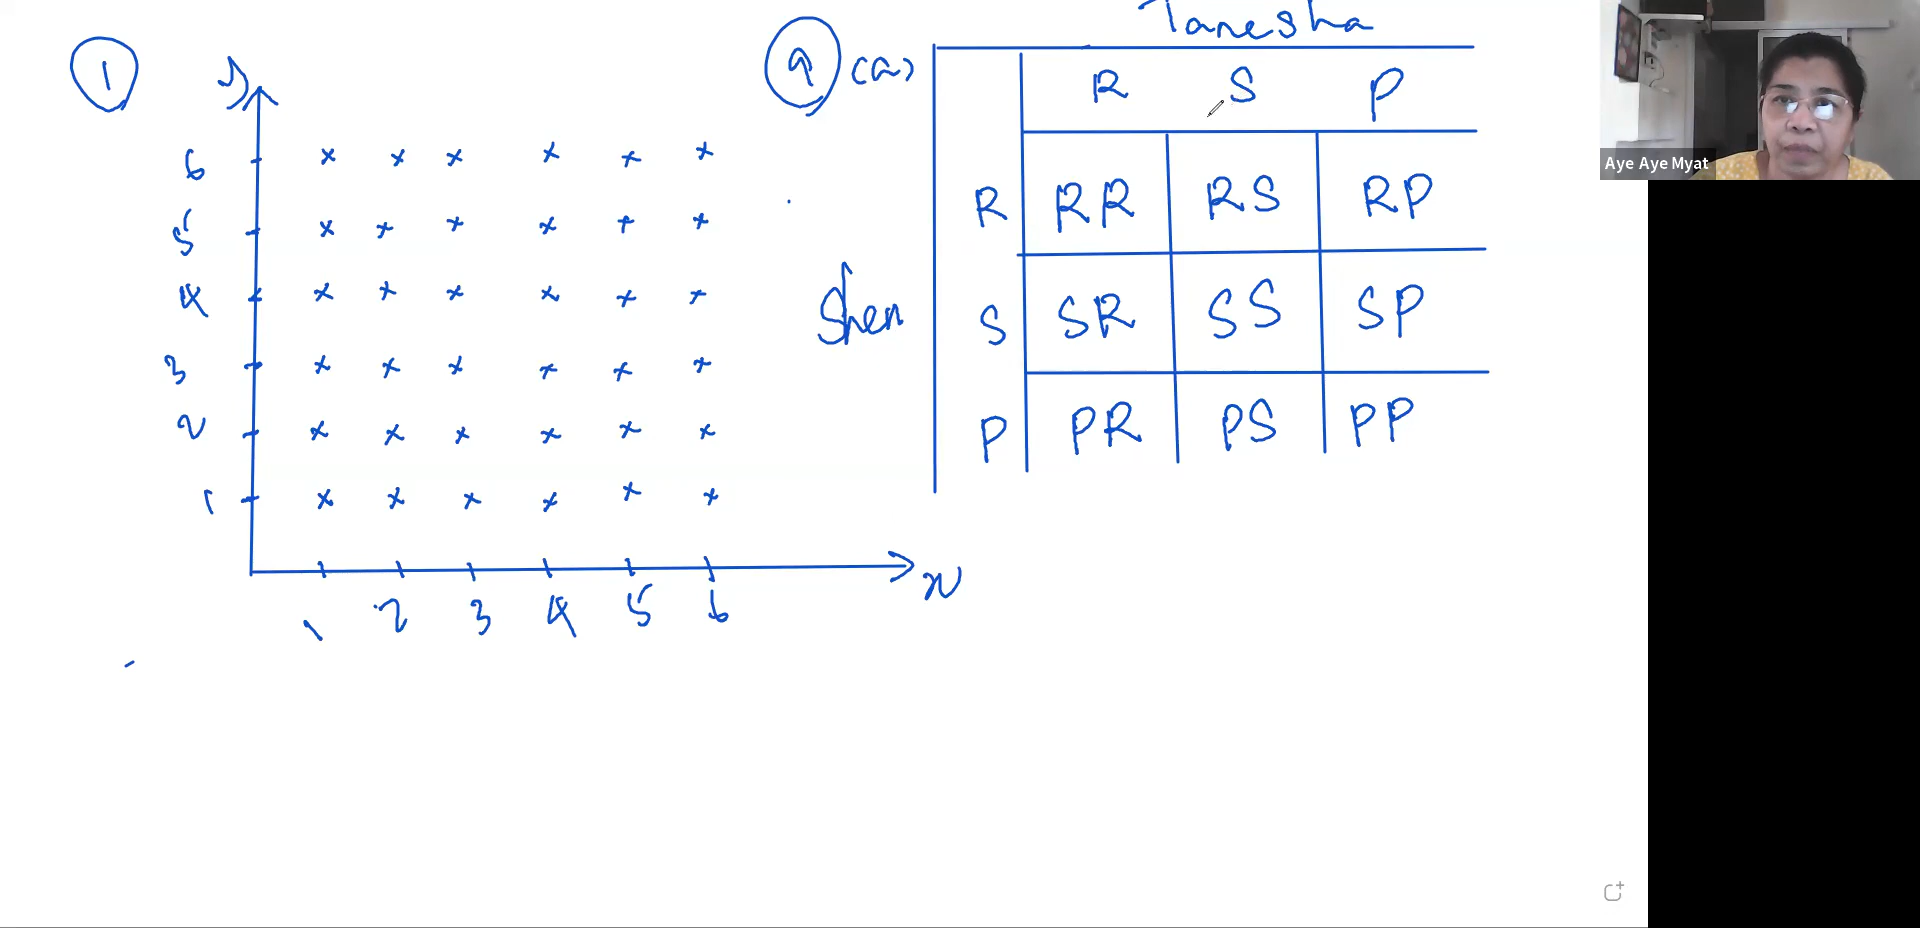 1
y
6
5
4
3
2
1
1 2 3 4 5 6
x
9 (a)
Tanesha
R S P
Shen
R RR RS RP
S SR SS SP
P PR PS PP
Aye Aye Myat